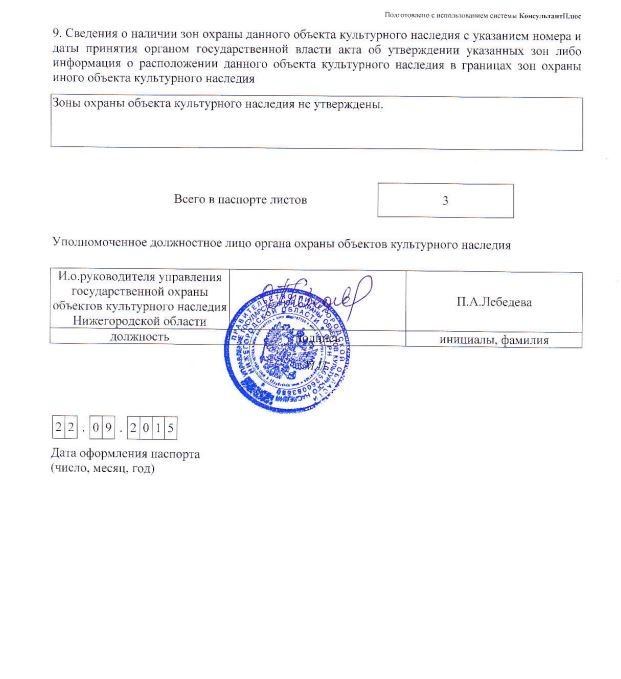 Подготовлено с использованием системы КонсультантПлюс
9. Сведения о наличии зон охраны данного объекта культурного наследия с указанием номера и
даты принятия органом государственной власти акта об утверждении указанных зон либо
информация о расположении данного объекта культурного наследия в границах зон охраны
иного объекта культурного наследия
Зоны охраны объекта культурного наследия не утверждены.
Всего в паспорте листов
3
Уполномоченное должностное лицо органа охраны объектов культурного наследия
И.о.руководителя управления
государственной охраны
объектов культурного наследия
Нижегородской области
П.А.Лебедева
должность
подпись
инициалы, фамилия
М.П.
22.09.2015
Дата оформления паспорта
(число, месяц, год)